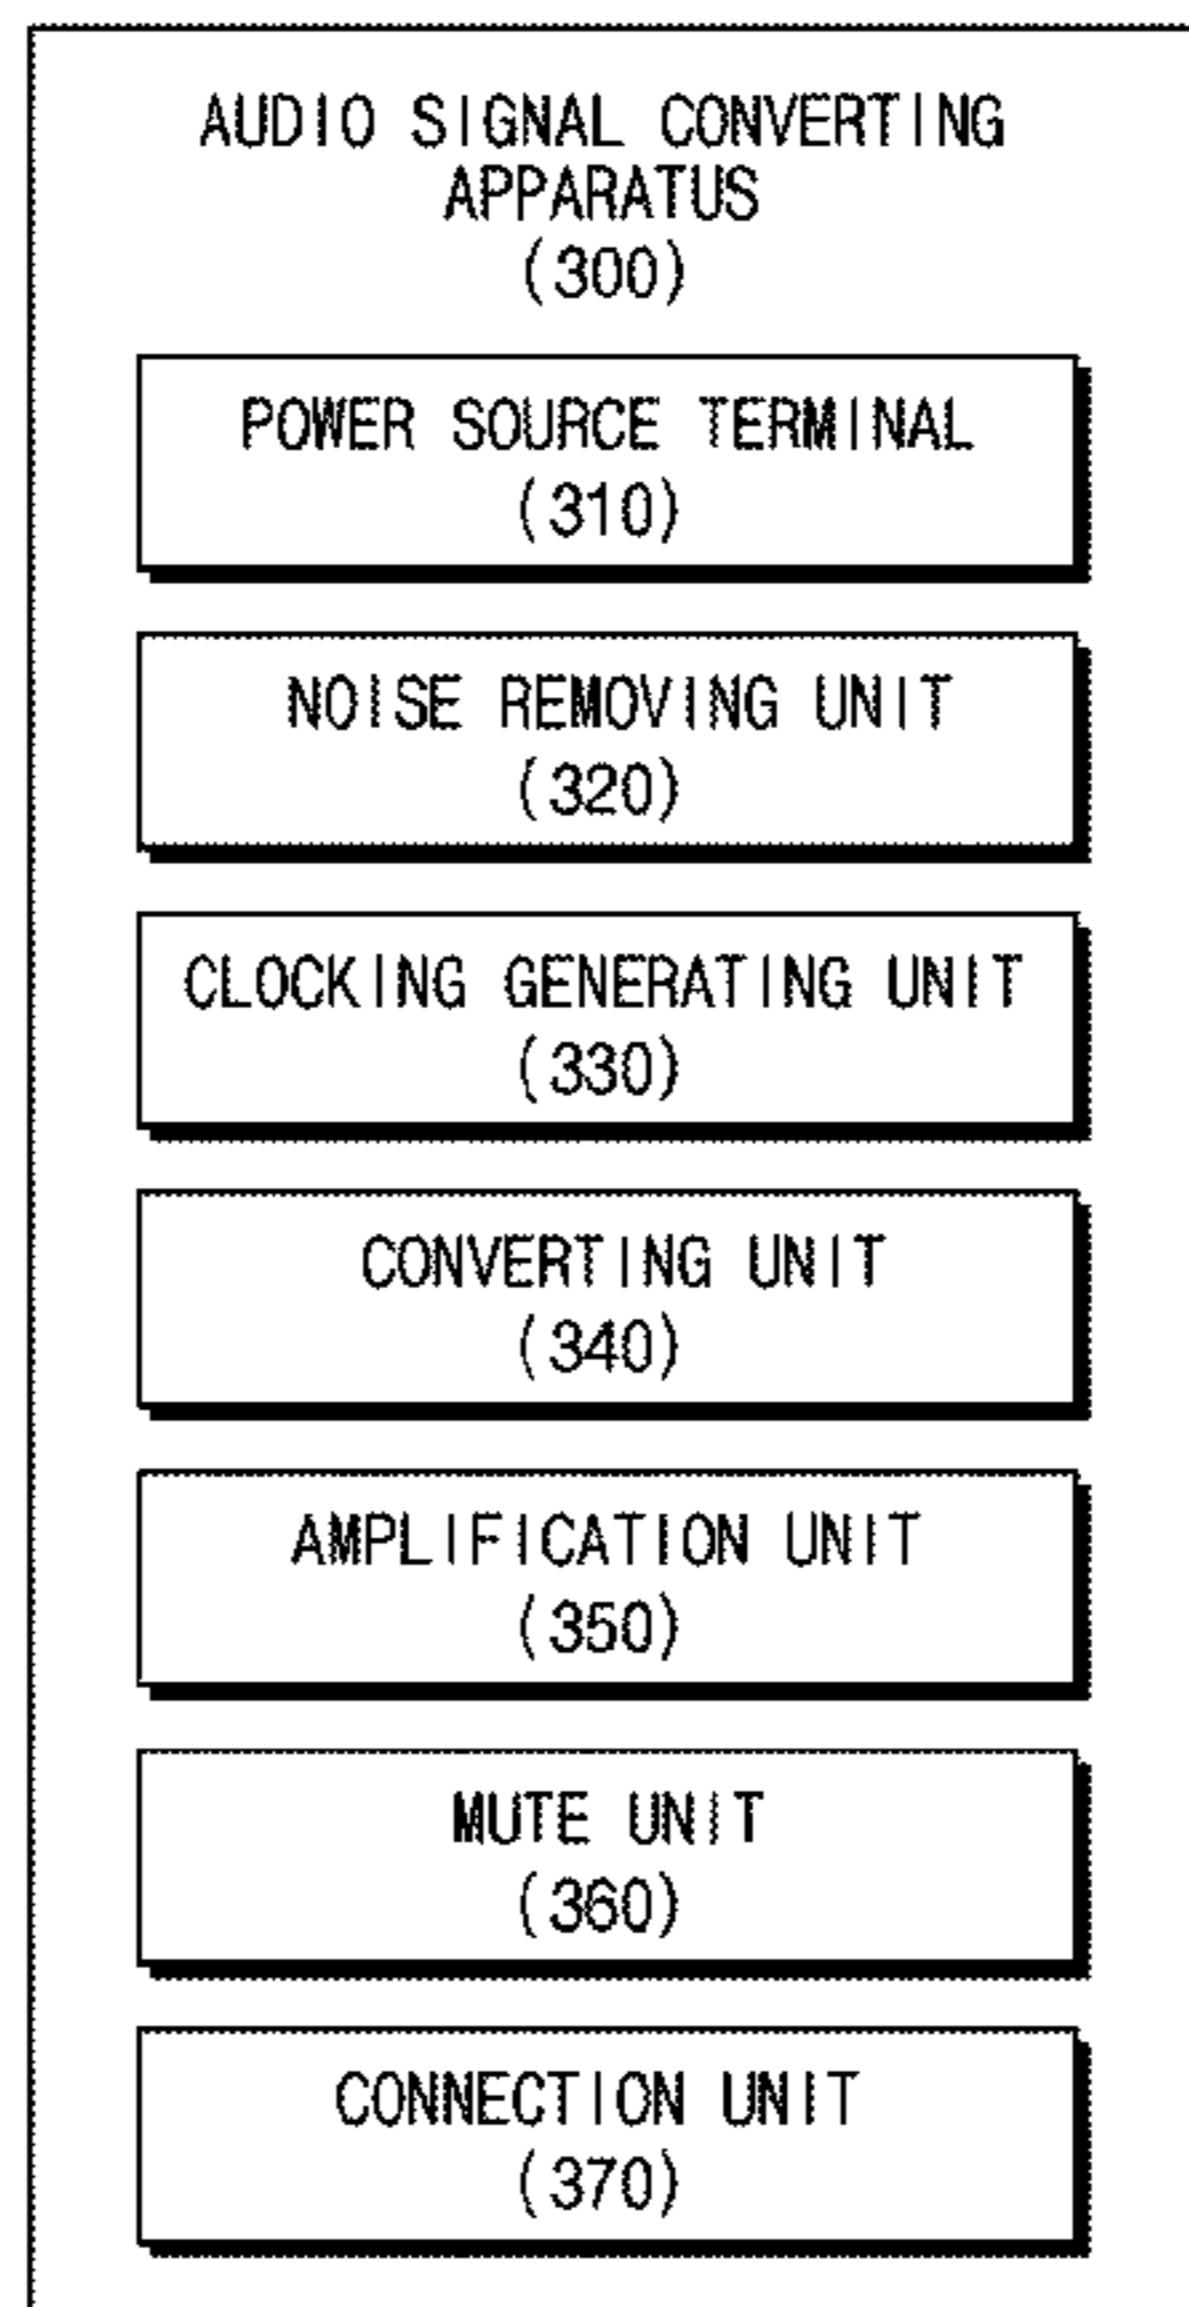 AUDIO SIGNAL CONVERTING
APPARATUS
(300)
POWER SOURCE TERMINAL
(310)
NOISE REMOVING UNIT
(320)
CLOCKING GENERATING UNIT
(330)
CONVERTING UNIT
(340)
AMPLIFICATION UNIT
(350)
MUTE UNIT
(360)
CONNECTION UNIT
(370)